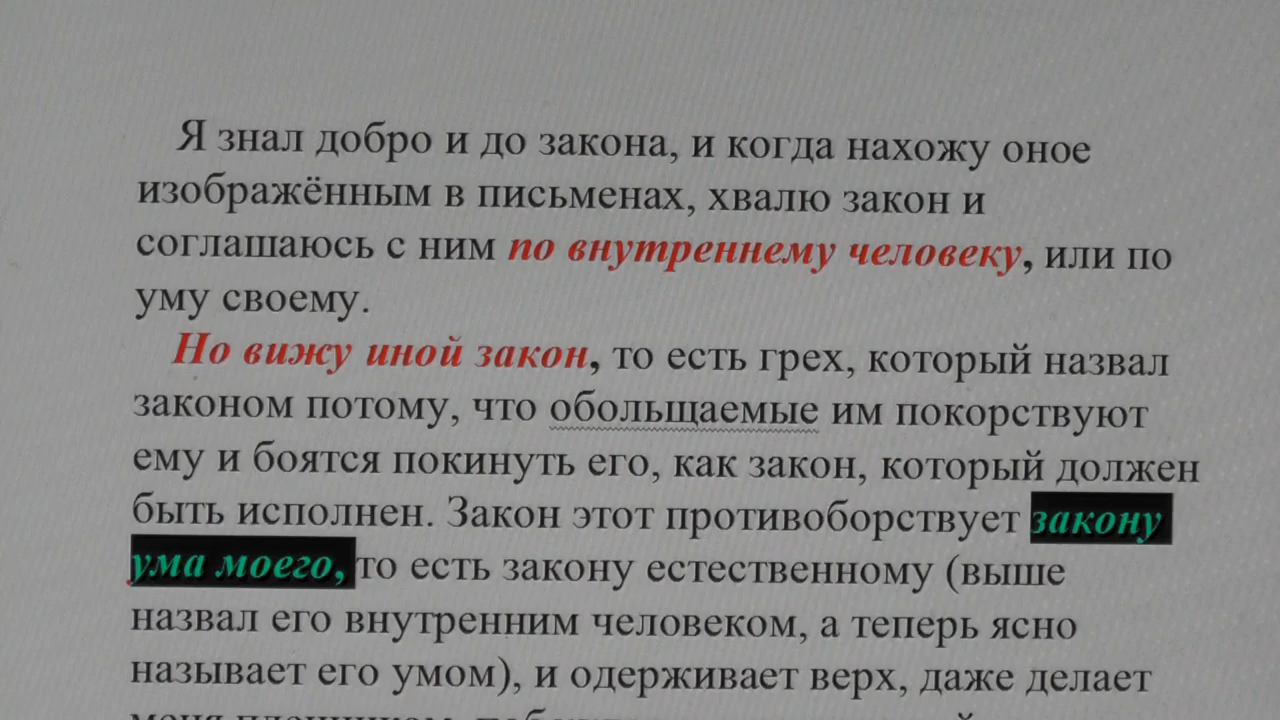 Я знал добро и до закона, и когда нахожу оное
изображённым в письменах, хвалю закон и
соглашаюсь с ним по внутреннему человеку, или по
уму своему.
Но вижу иной закон, то есть грех, который назвал
законом потому, что обольщаемые им покорствуют
ему и боятся покинуть его, как закон, который должен
быть исполнен. Закон этот противоборствует закону
ума моего, то есть закону естественному (выше
назвал его внутренним человеком, а теперь ясно
называет его умом), и одерживает верх, даже делает